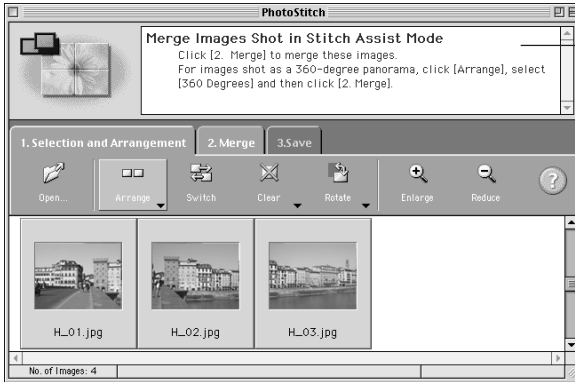 PhotoStitch
Merge Images Shot in Stitch Assist Mode
Click [2. Merge] to merge these images.
For images shot as a 360-degree panorama, click [Arrange], select
[360 Degrees] and then click [2. Merge].
1. Selection and Arrangement 2. Merge 3.Save
Open... Arrange Switch Clear Rotate Enlarge Reduce ?
H_01.jpg H_02.jpg H_03.jpg
No. of Images: 4